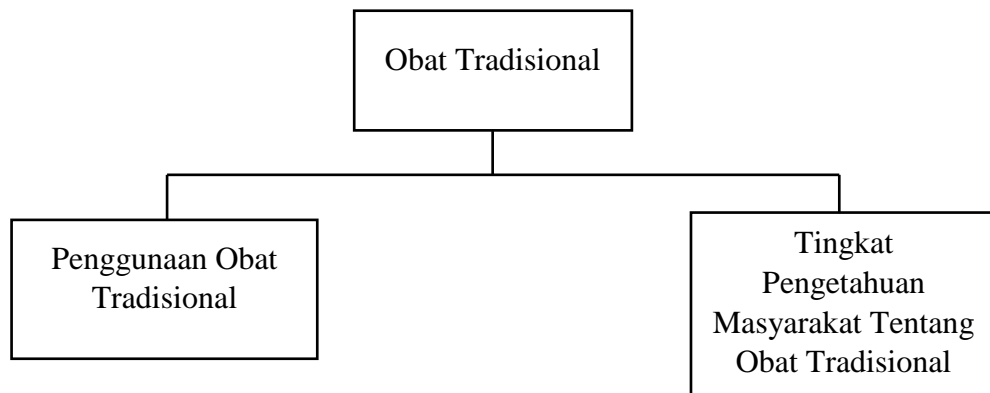 Obat Tradisional
Penggunaan Obat
Tradisional
Tingkat
Pengetahuan
Masyarakat Tentang
Obat Tradisional